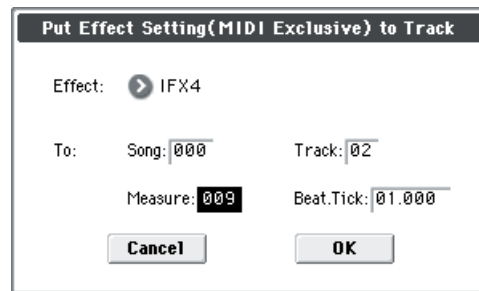 Put Effect Setting(MIDI Exclusive) to Track
Effect: IFX4
To: Song: 000 Track: 02
Measure: 009 Beat.Tick: 01.000
Cancel OK